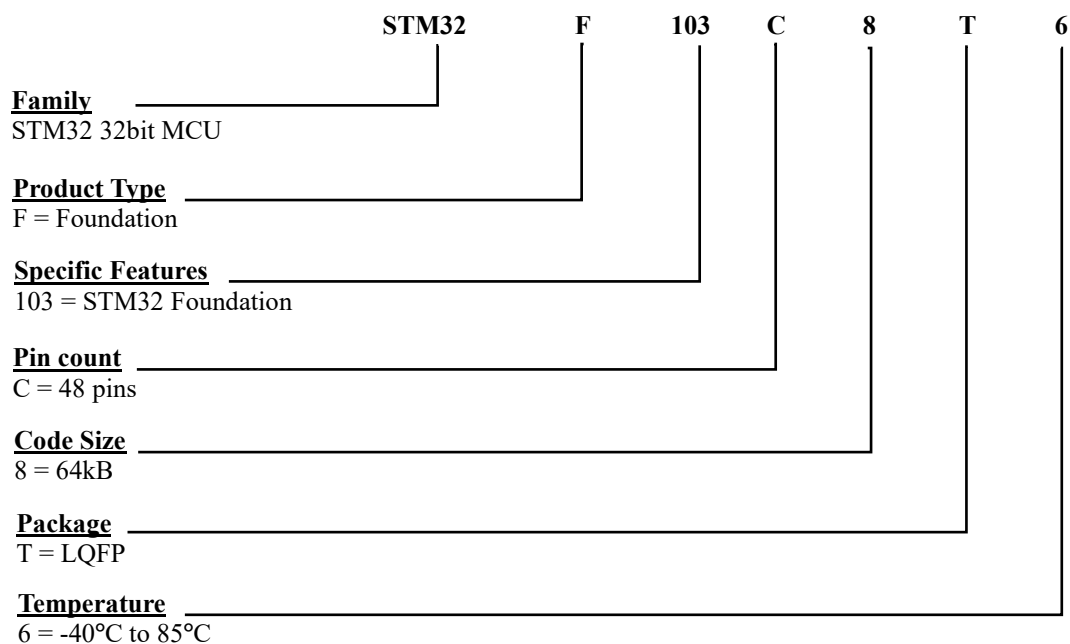 STM32 F 103 C 8 T 6
Family
STM32 32bit MCU
Product Type
F = Foundation
Specific Features
103 = STM32 Foundation
Pin count
C = 48 pins
Code Size
8 = 64kB
Package
T = LQFP
Temperature
6 = -40°C to 85°C